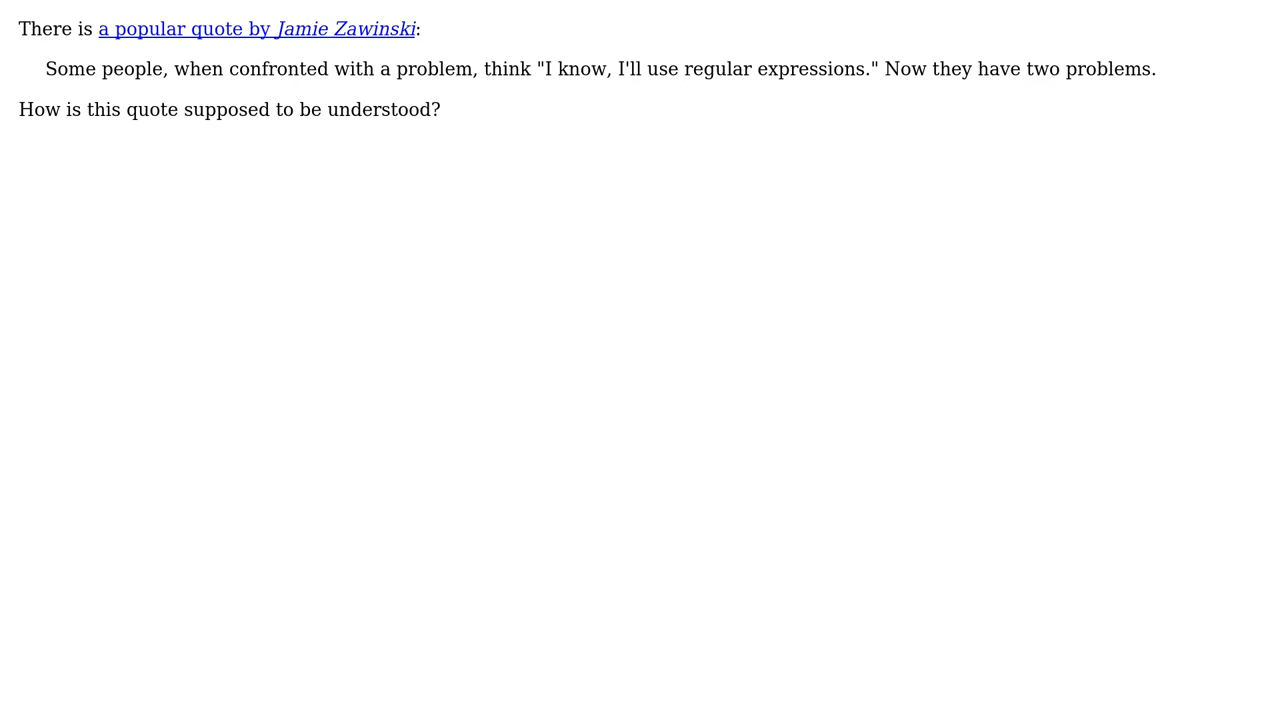 There is a popular quote by Jamie Zawinski:
Some people, when confronted with a problem, think "I know, I'll use regular expressions." Now they have two problems.
How is this quote supposed to be understood?